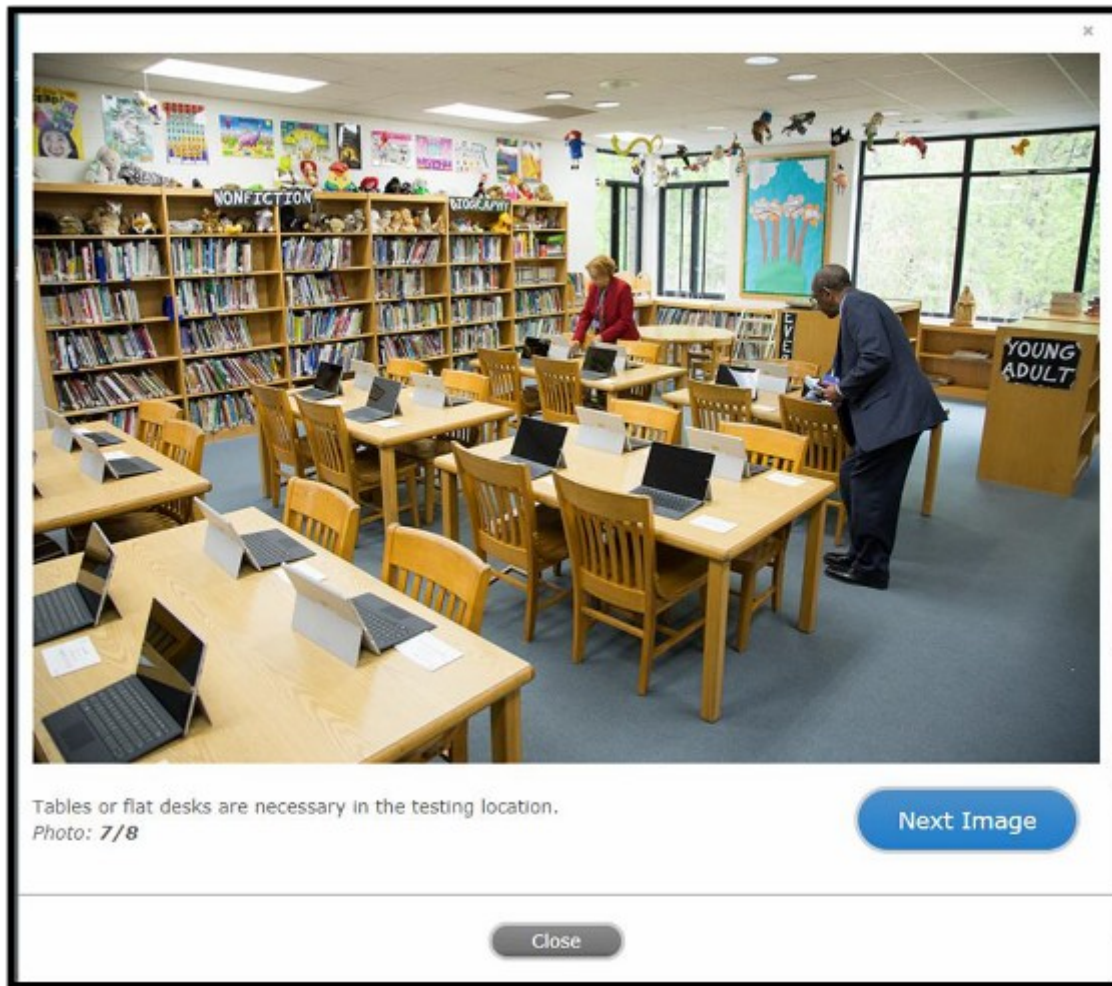 ×
NONFICTION
BIOGRAPHY
YOUNG
ADULT
Tables or flat desks are necessary in the testing location.
Photo: 7/8
Next Image
Close